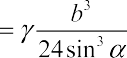 = γ b³ / 24 sin³ α